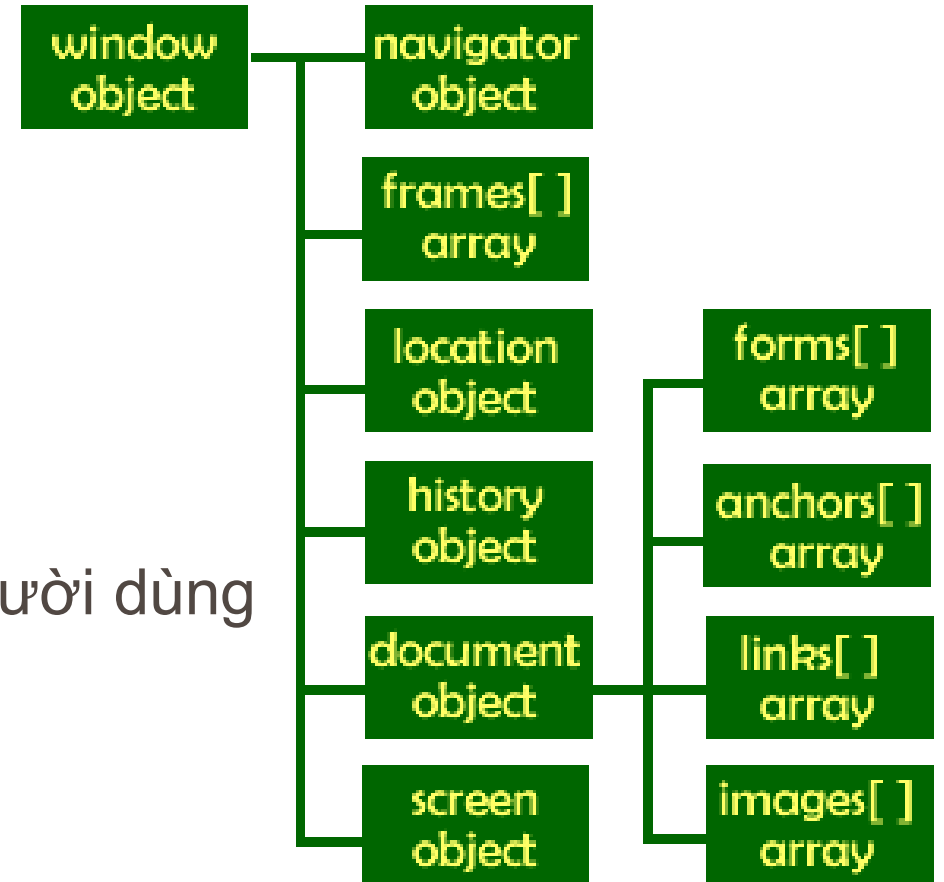 window
object
navigator
object
frames[ ]
array
location
object
history
object
document
object
screen
object
forms[ ]
array
anchors[ ]
array
links[ ]
array
images[ ]
array
ười dùng